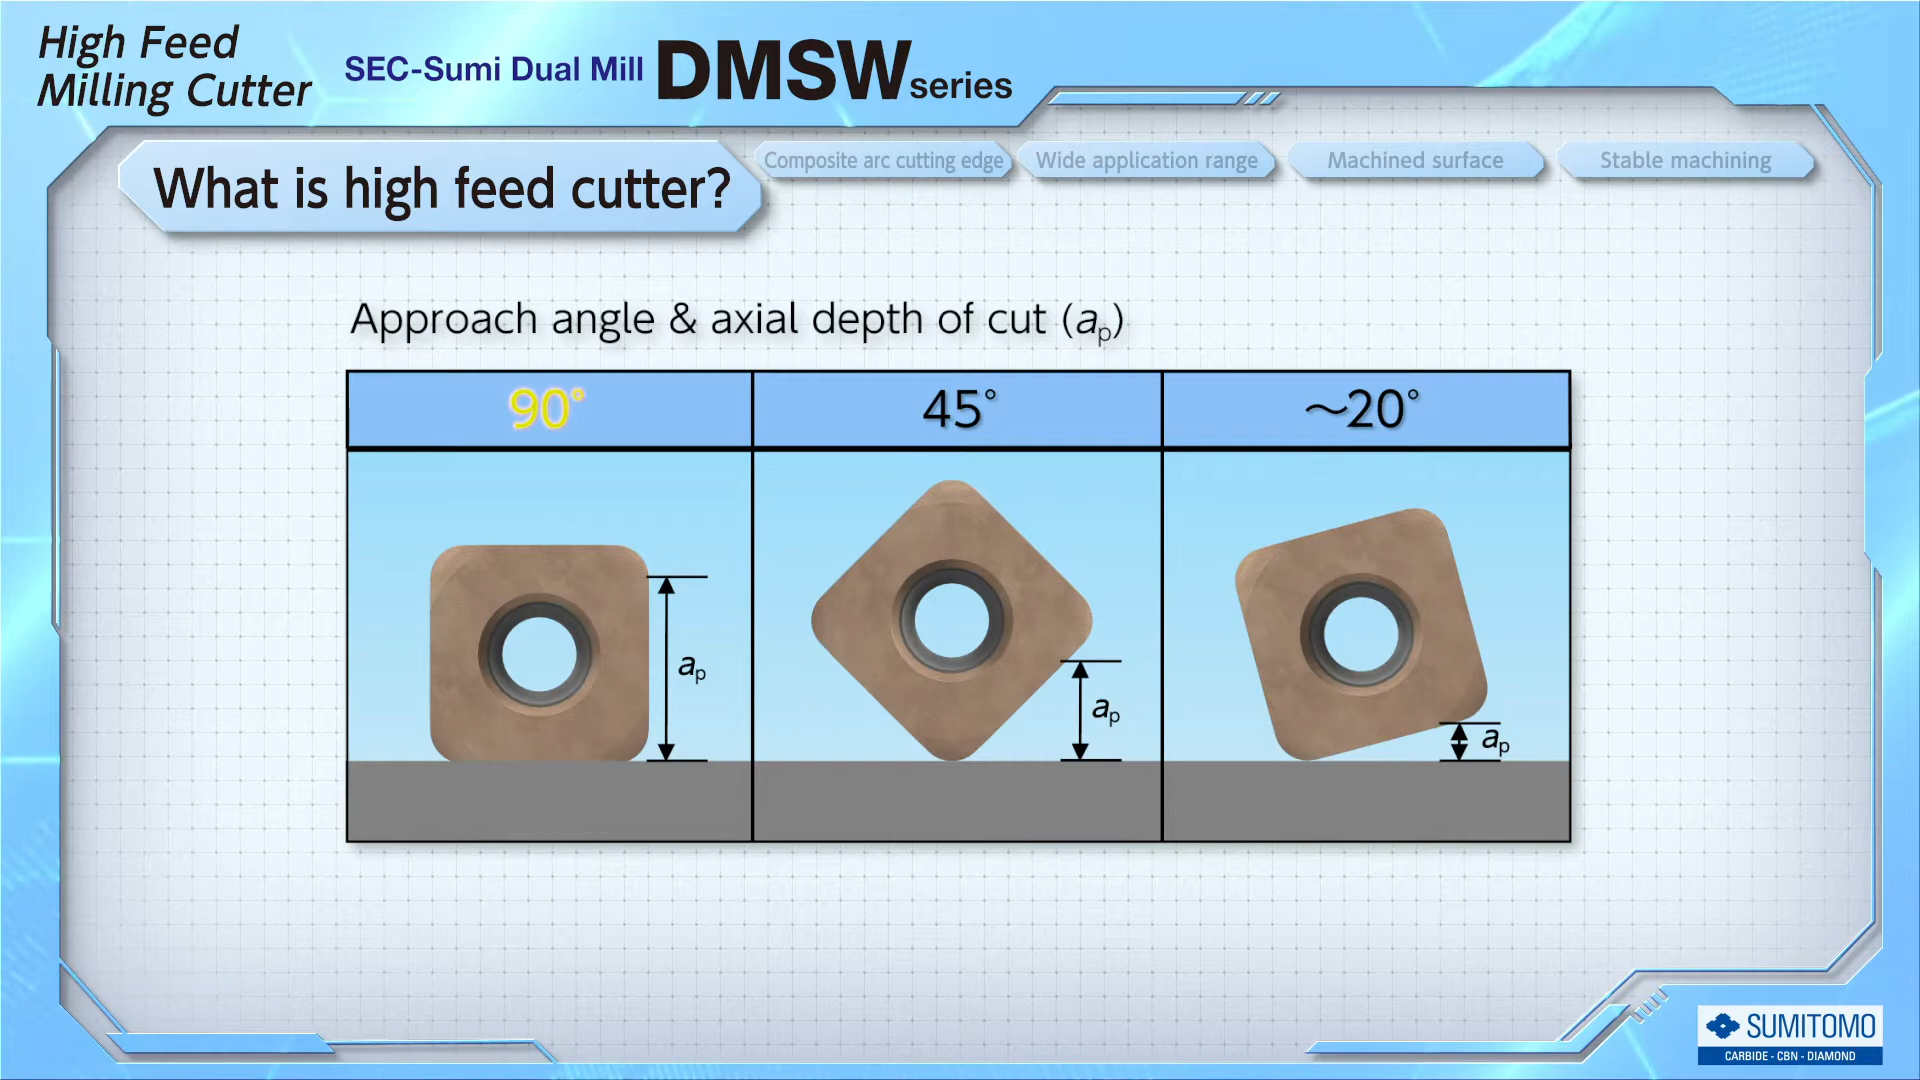 High Feed
Milling Cutter
SEC-Sumi Dual Mill DMSW series
What is high feed cutter?
Composite arc cutting edge
Wide application range
Machined surface
Stable machining
Approach angle & axial depth of cut (ap)
90°
45°
～20°
ap
ap
ap
SUMITOMO
CARBIDE - CBN - DIAMOND